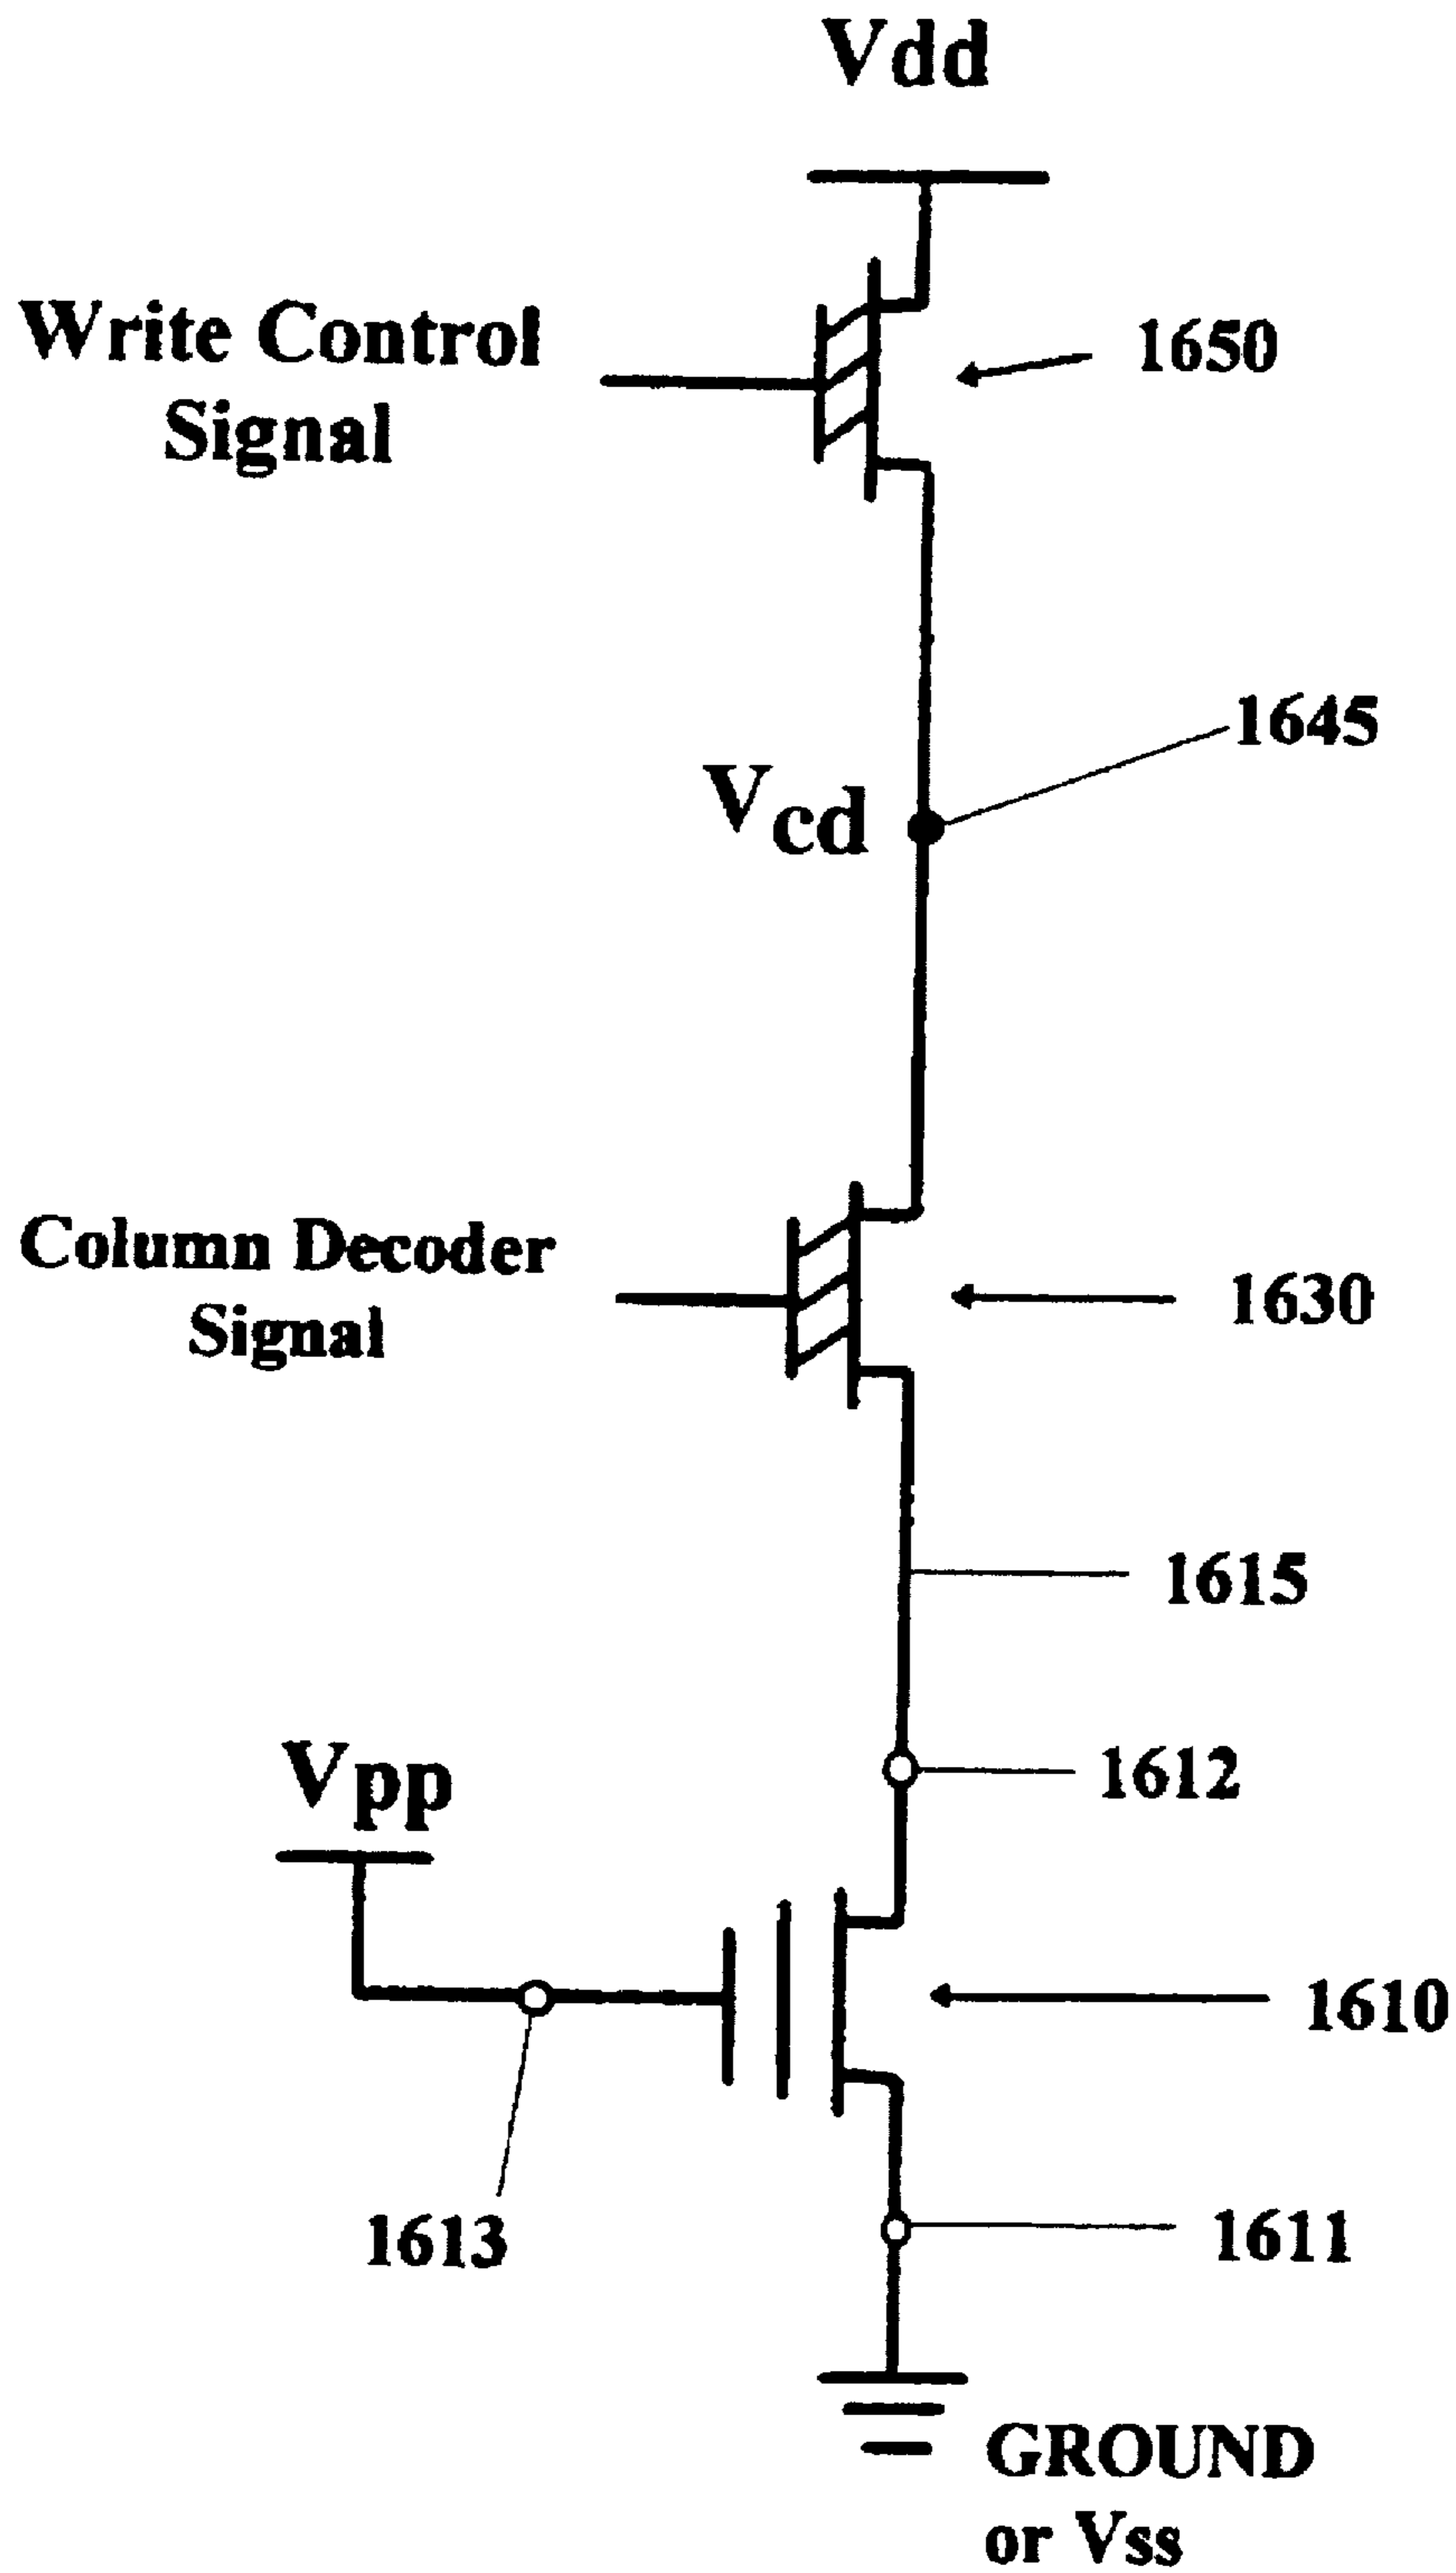 Vdd
Write Control
Signal
1650
1645
Vcd
Column Decoder
Signal
1630
1615
Vpp
1612
1610
1613
1611
GROUND
or Vss